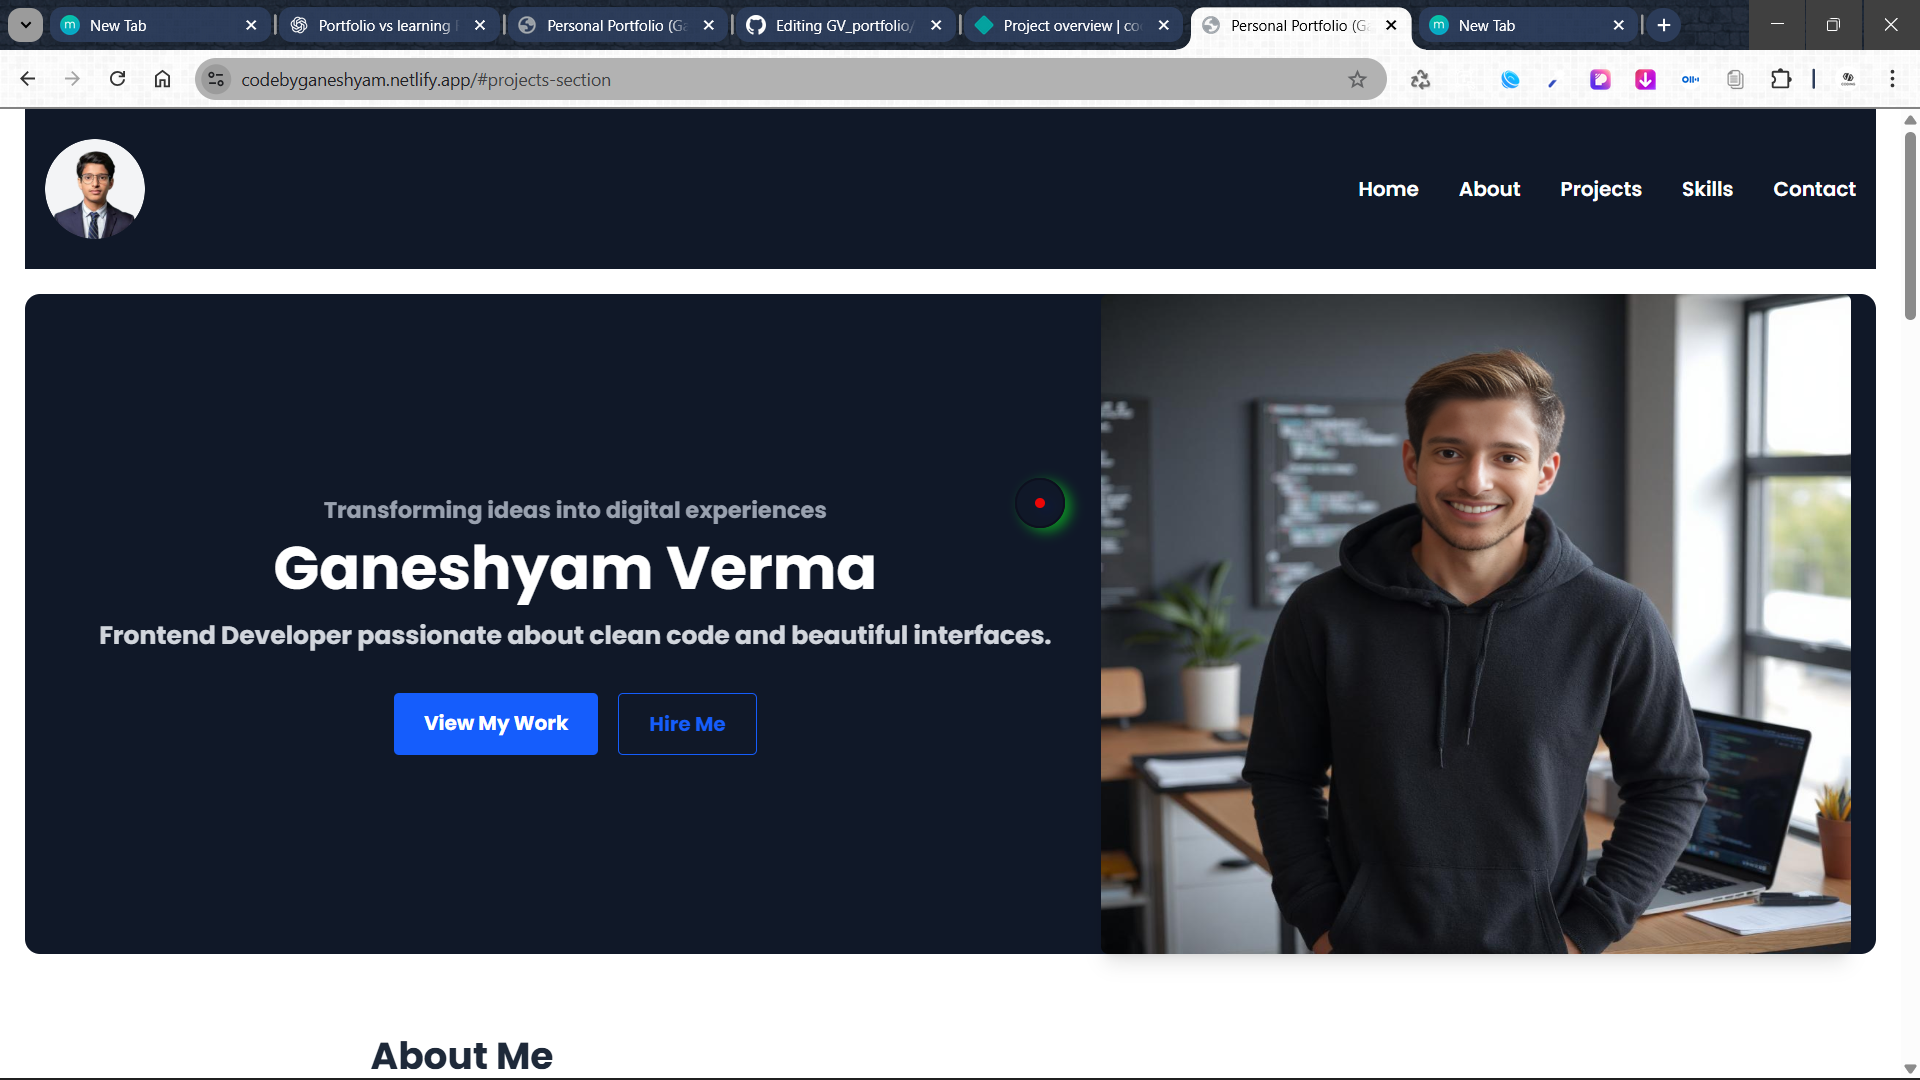 New Tab
Portfolio vs learning
Personal Portfolio (Ga
Editing GV_portfolio/
Project overview | co
Personal Portfolio (Ga
New Tab
codebyganeshyam.netlify.app/#projects-section
Home
About
Projects
Skills
Contact
Transforming ideas into digital experiences
Ganeshyam Verma
Frontend Developer passionate about clean code and beautiful interfaces.
View My Work
Hire Me
About Me